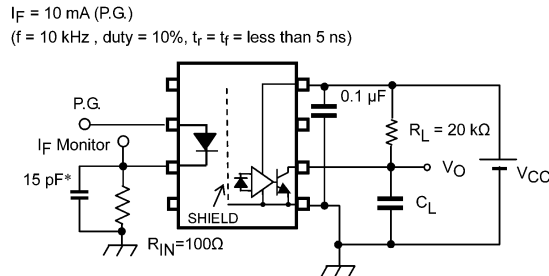 IF = 10 mA (P.G.)
(f = 10 kHz , duty = 10%, tr = tf = less than 5 ns)
P.G.
IF Monitor
15 pF*
RIN=100Ω
SHIELD
0.1 μF
RL = 20 kΩ
VO
CL
VCC